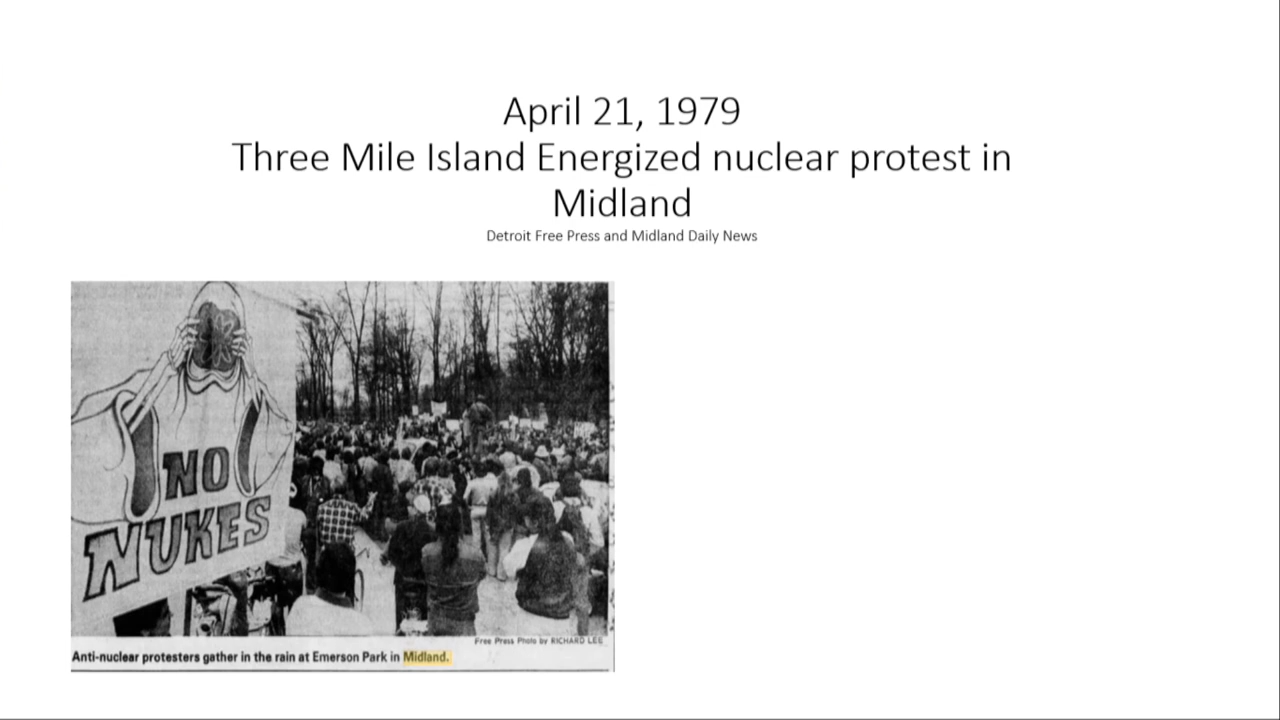 April 21, 1979
Three Mile Island Energized nuclear protest in
Midland
Detroit Free Press and Midland Daily News
NO
NUKES
Free Press Photo by RICHARD LEE
Anti-nuclear protesters gather in the rain at Emerson Park in Midland.